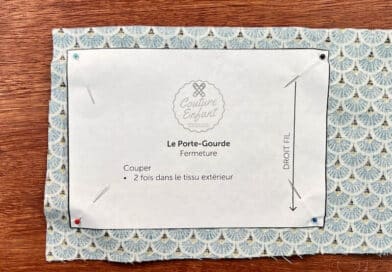 Couture
Enfant
Le Porte-Gourde
Fermeture
Couper
• 2 fois dans le tissu extérieur
DROIT FIL